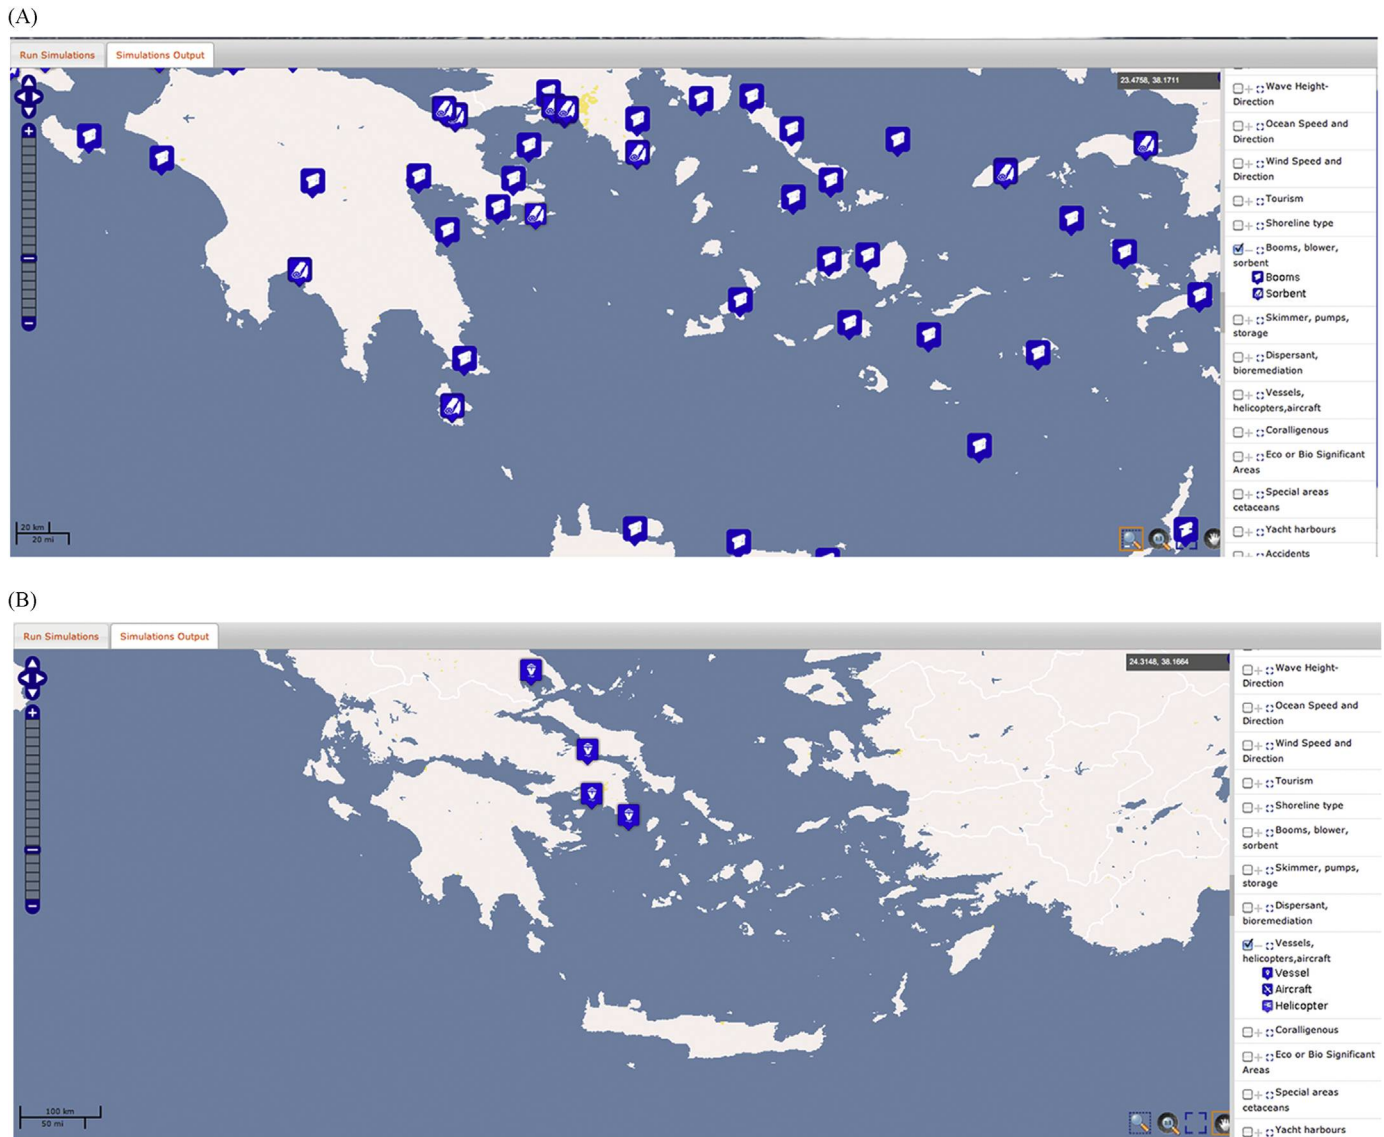 (A)
Run Simulations
Simulations Output
23.4758, 38.1711
Wave Height-
Direction
Ocean Speed and
Direction
Wind Speed and
Direction
Tourism
Shoreline type
Booms, blower,
sorbent
Booms
Sorbent
Skimmer, pumps,
storage
Dispersant,
bioremediation
Vessels,
helicopters,aircraft
Coralligenous
Eco or Bio Significant
Areas
Special areas
cetaceans
Yacht harbours
Accidents
20 km
20 mi
(B)
Run Simulations
Simulations Output
24.3148, 38.1664
Wave Height-
Direction
Ocean Speed and
Direction
Wind Speed and
Direction
Tourism
Shoreline type
Booms, blower,
sorbent
Skimmer, pumps,
storage
Dispersant,
bioremediation
Vessels,
helicopters,aircraft
Vessel
Aircraft
Helicopter
Coralligenous
Eco or Bio Significant
Areas
Special areas
cetaceans
Yacht harbours
100 km
50 mi